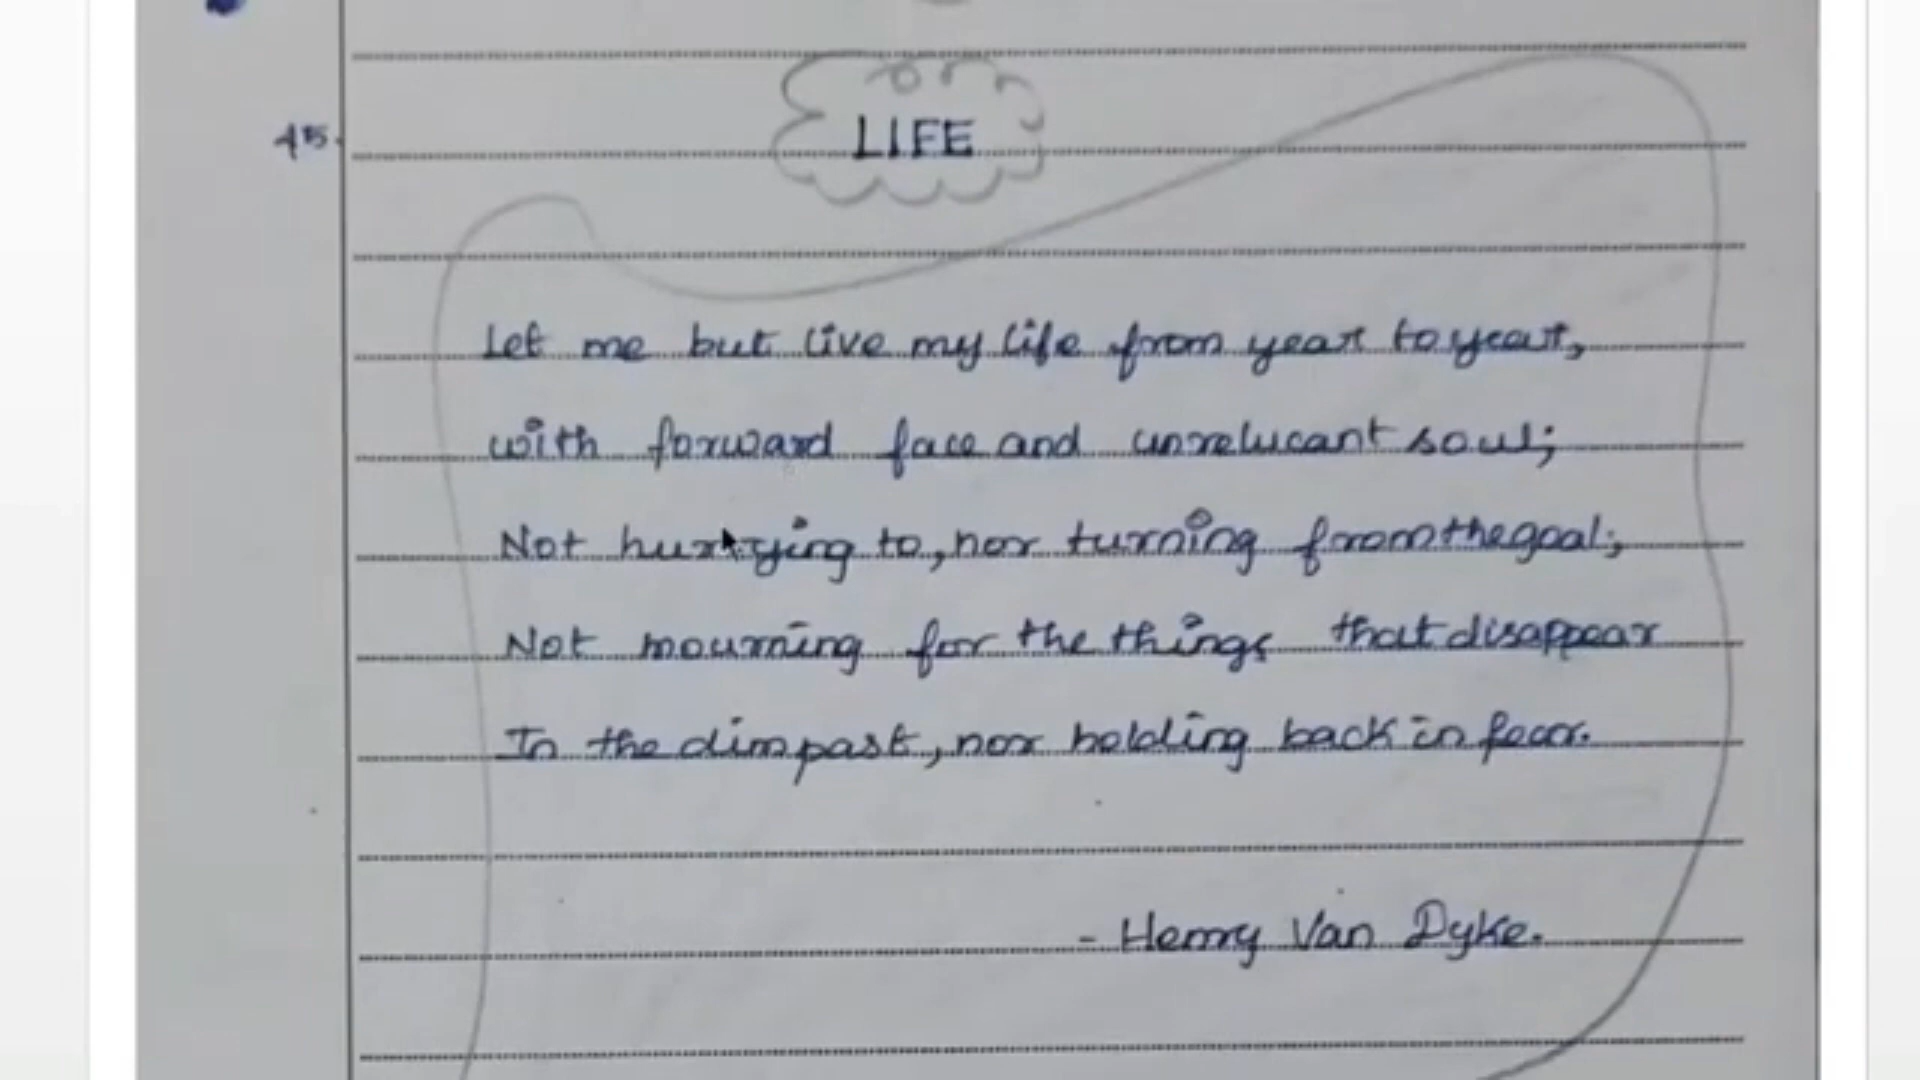 45.
LIFE
Let me but live my life from year to year,
with forward face and unrelucant soul;
Not hurrying to, nor turning from the goal;
Not mourning for the things that disappear
In the dim past, nor holding back in fear.
- Henry Van Dyke.